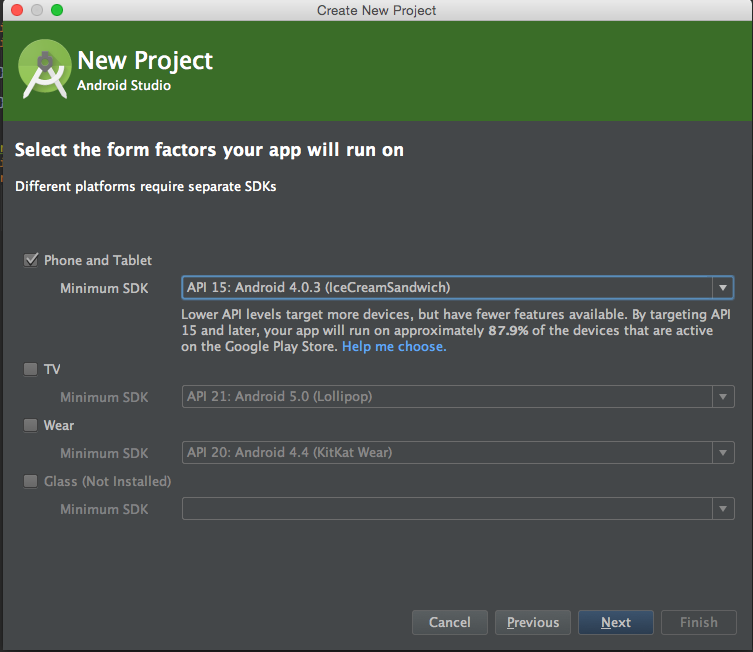 Create New Project
New Project
Android Studio
Select the form factors your app will run on
Different platforms require separate SDKs
Phone and Tablet
Minimum SDK
API 15: Android 4.0.3 (IceCreamSandwich)
Lower API levels target more devices, but have fewer features available. By targeting API
15 and later, your app will run on approximately 87.9% of the devices that are active
on the Google Play Store. Help me choose.
TV
Minimum SDK
API 21: Android 5.0 (Lollipop)
Wear
Minimum SDK
API 20: Android 4.4 (KitKat Wear)
Glass (Not Installed)
Minimum SDK
Cancel
Previous
Next
Finish